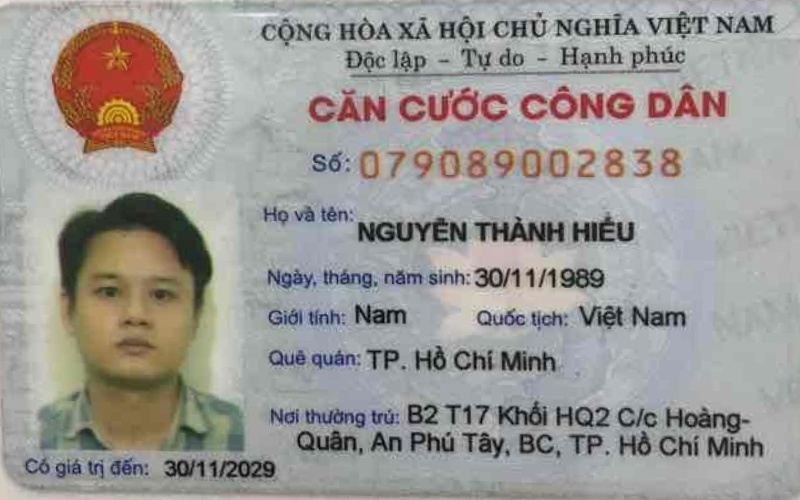 CỘNG HÒA XÃ HỘI CHỦ NGHĨA VIỆT NAM
Độc lập - Tự do - Hạnh phúc
CĂN CƯỚC CÔNG DÂN
Số: 079089002838
Họ và tên: NGUYỄN THÀNH HIẾU
Ngày, tháng, năm sinh: 30/11/1989
Giới tính: Nam Quốc tịch: Việt Nam
Quê quán: TP. Hồ Chí Minh
Nơi thường trú: B2 T17 Khối HQ2 C/c Hoàng-
Quân, An Phú Tây, BC, TP. Hồ Chí Minh
Có giá trị đến: 30/11/2029